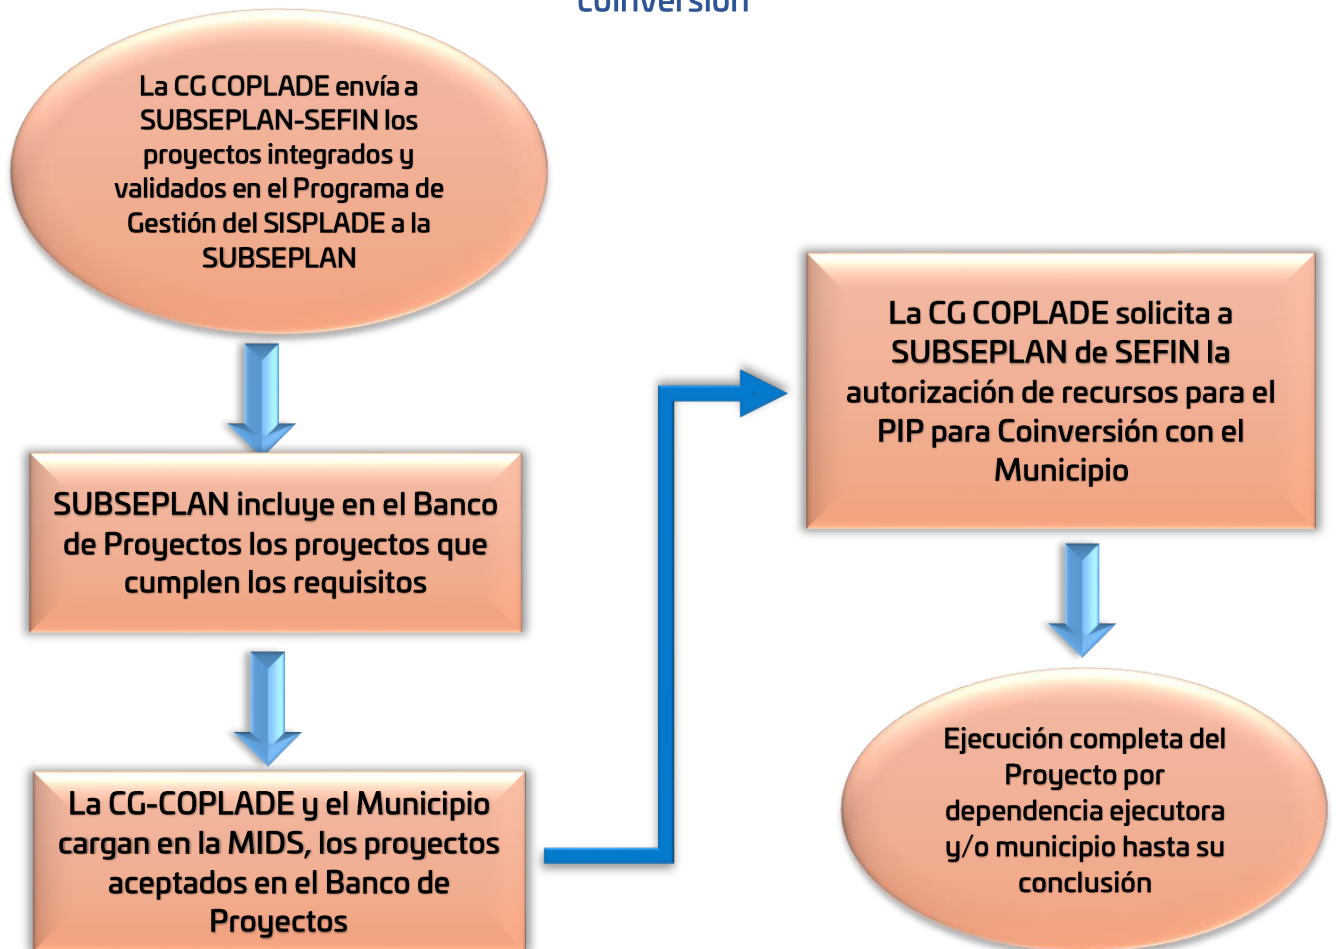 coinversión
La CG COPLADE envía a
SUBSEPLAN-SEFIN los
proyectos integrados y
validados en el Programa de
Gestión del SISPLADE a la
SUBSEPLAN
SUBSEPLAN incluye en el Banco
de Proyectos los proyectos que
cumplen los requisitos
La CG-COPLADE y el Municipio
cargan en la MIDS, los proyectos
aceptados en el Banco de
Proyectos
La CG COPLADE solicita a
SUBSEPLAN de SEFIN la
autorización de recursos para el
PIP para Coinversión con el
Municipio
Ejecución completa del
Proyecto por
dependencia ejecutora
y/o municipio hasta su
conclusión